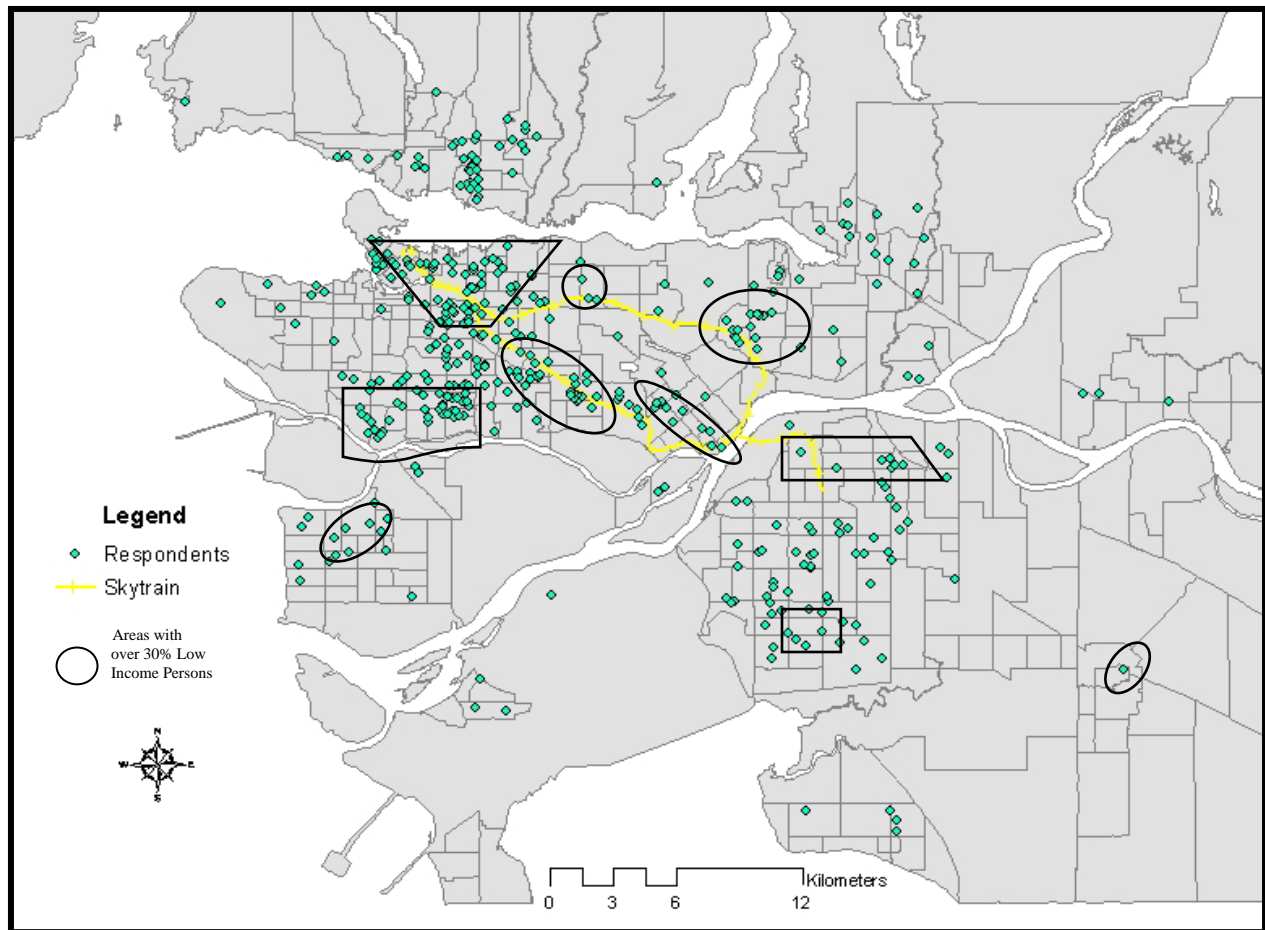 Legend
Respondents
Skytrain
Areas with
over 30% Low
Income Persons
N
W E
S
Kilometers
0 3 6 12